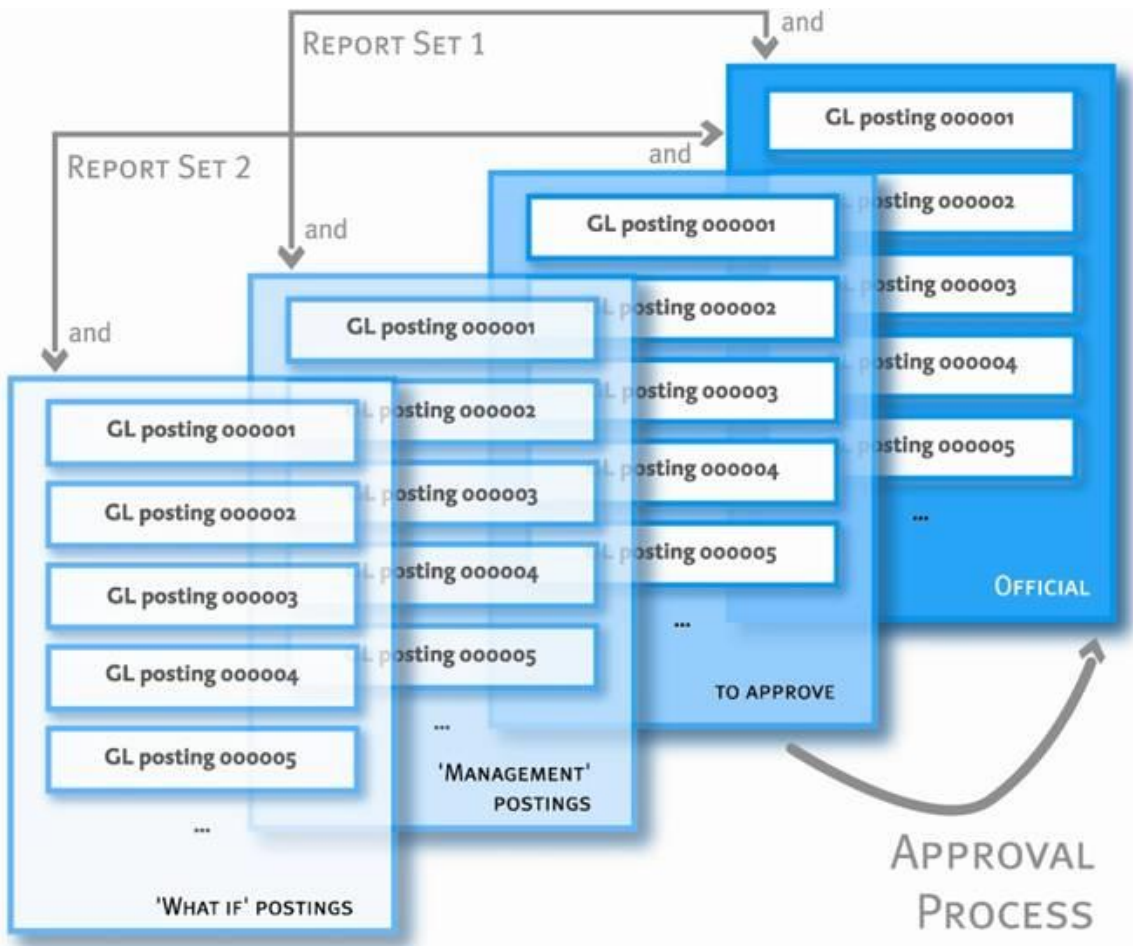 REPORT SET 1
and
and
REPORT SET 2
and
and
GL posting 000001
GL posting 000002
GL posting 000003
GL posting 000004
GL posting 000005
...
'WHAT IF' POSTINGS
GL posting 000001
GL posting 000002
GL posting 000003
GL posting 000004
GL posting 000005
...
'MANAGEMENT'
POSTINGS
GL posting 000001
GL posting 000002
GL posting 000003
GL posting 000004
GL posting 000005
...
TO APPROVE
GL posting 000001
GL posting 000002
GL posting 000003
GL posting 000004
GL posting 000005
...
OFFICIAL
APPROVAL
PROCESS